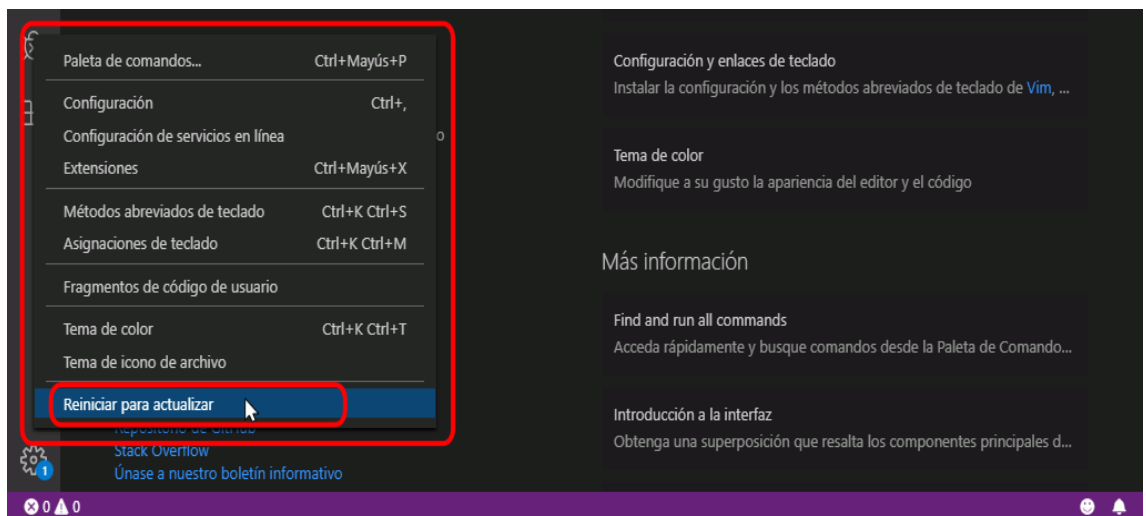 Paleta de comandos... Ctrl+Mayús+P
Configuración Ctrl+,
Configuración de servicios en línea
Extensiones Ctrl+Mayús+X
Métodos abreviados de teclado Ctrl+K Ctrl+S
Asignaciones de teclado Ctrl+K Ctrl+M
Fragmentos de código de usuario
Tema de color Ctrl+K Ctrl+T
Tema de icono de archivo
Reiniciar para actualizar
Repositorio de GitHub
Stack Overflow
Únase a nuestro boletín informativo
o
Configuración y enlaces de teclado
Instalar la configuración y los métodos abreviados de teclado de Vim, ...
Tema de color
Modifique a su gusto la apariencia del editor y el código
Más información
Find and run all commands
Acceda rápidamente y busque comandos desde la Paleta de Comando...
Introducción a la interfaz
Obtenga una superposición que resalta los componentes principales d...
1
0 0